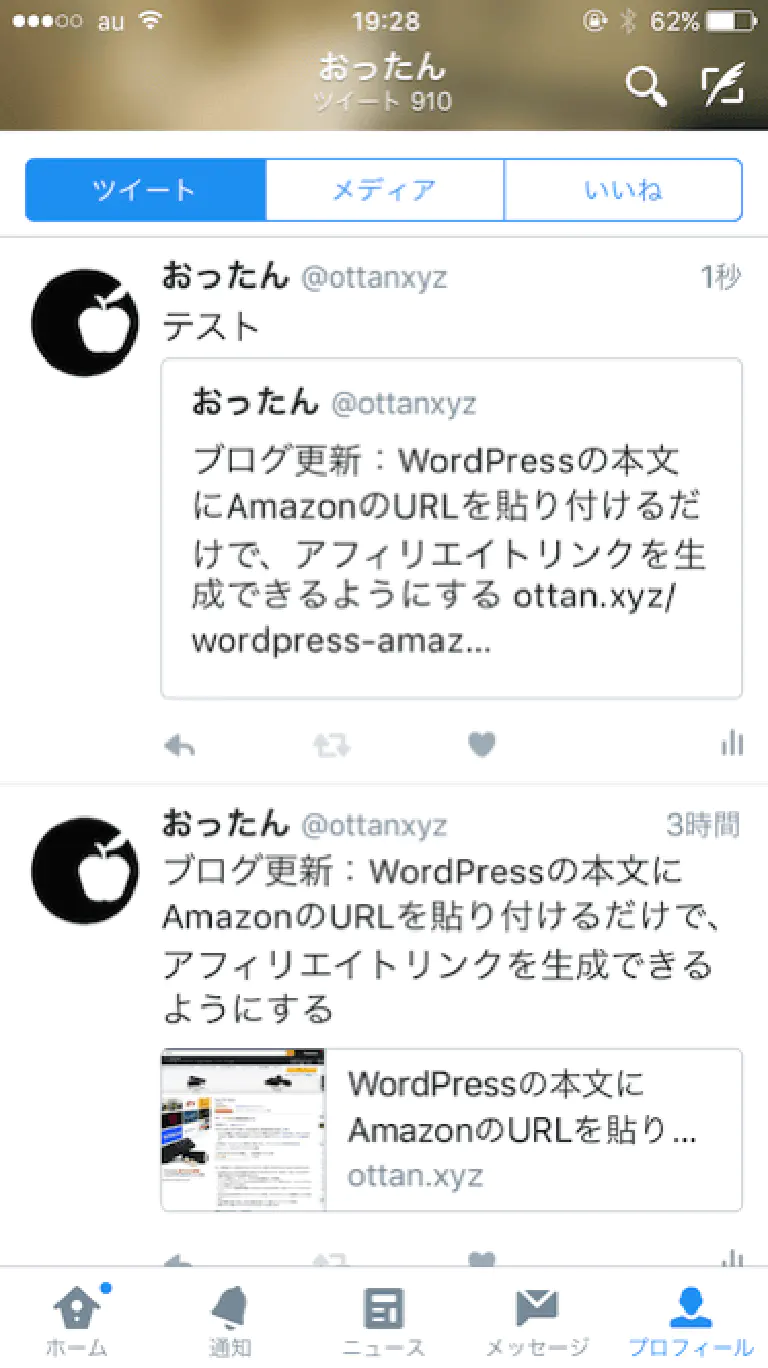 au 19:28 62%
おったん
ツイート 910
ツイート メディア いいね
おったん @ottanxyz 1秒
テスト
おったん @ottanxyz
ブログ更新：WordPressの本文
にAmazonのURLを貼り付けるだ
けで、アフィリエイトリンクを生
成できるようにする ottan.xyz/
wordpress-amaz...
おったん @ottanxyz 3時間
ブログ更新：WordPressの本文に
AmazonのURLを貼り付けるだけで、
アフィリエイトリンクを生成できる
ようにする
WordPressの本文に
AmazonのURLを貼り...
ottan.xyz
ホーム 通知 ニュース メッセージ プロフィール